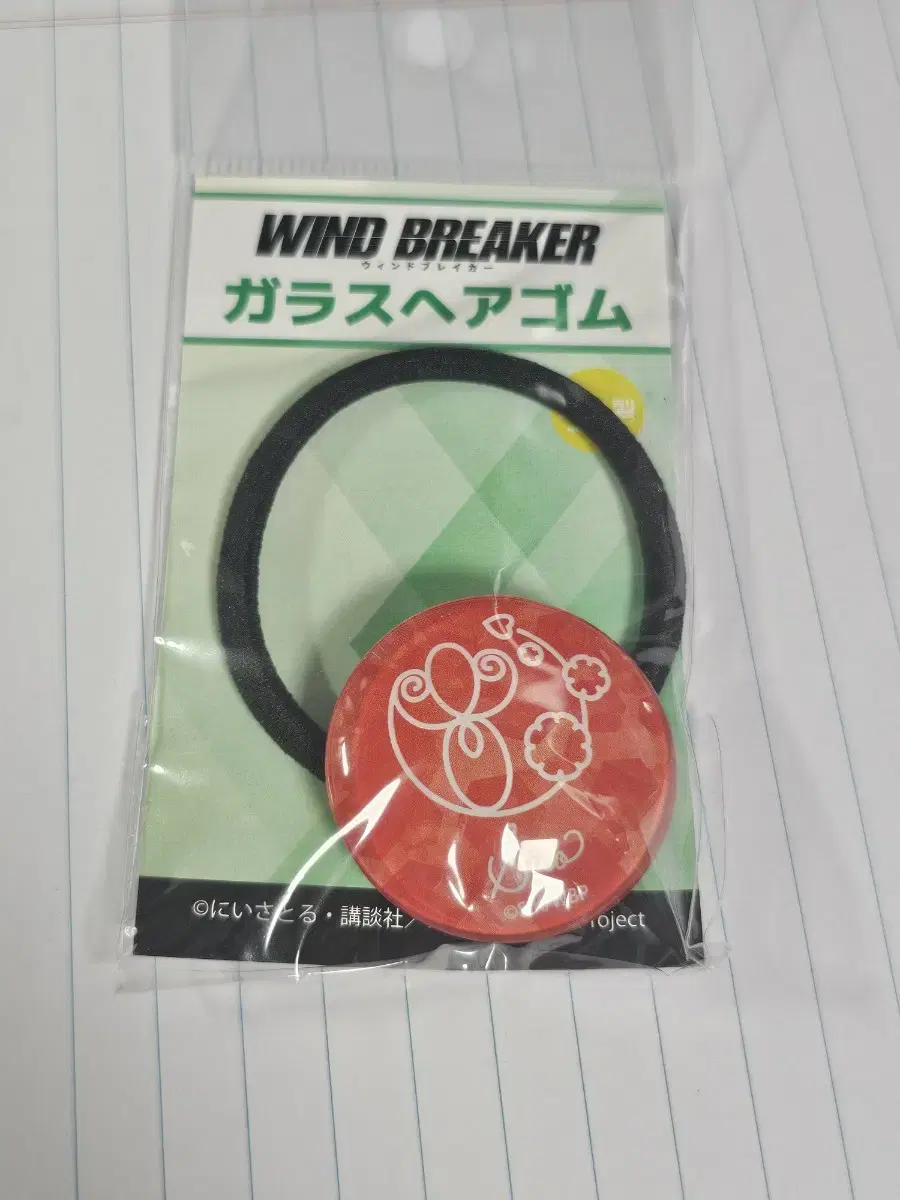 WIND BREAKER
ウィンドブレイカー
ガラスヘアゴム
型
©にいさとる・講談社／
roject